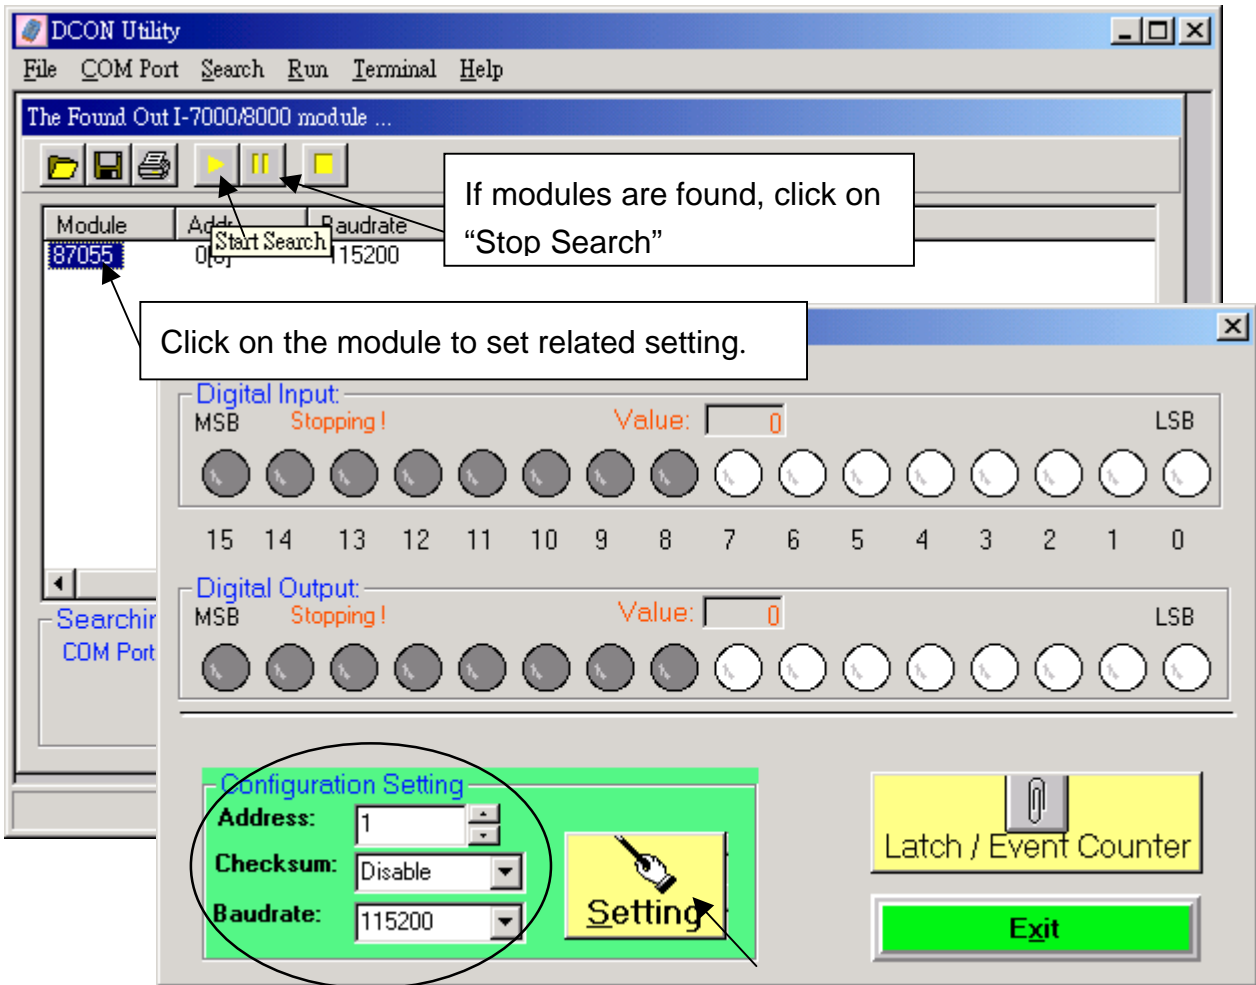 DCON Utility
File COM Port Search Run Terminal Help
The Found Out I-7000/8000 module ...
If modules are found, click on
“Stop Search”
Module Addr Baudrate
Start Search
87055 115200
Click on the module to set related setting.
Digital Input:
MSB Stopping ! Value: 0 LSB
15 14 13 12 11 10 9 8 7 6 5 4 3 2 1 0
Digital Output:
MSB Stopping ! Value: 0 LSB
COM Port
Configuration Setting
Address: 1
Checksum: Disable
Baudrate: 115200
Setting
Latch / Event Counter
Exit